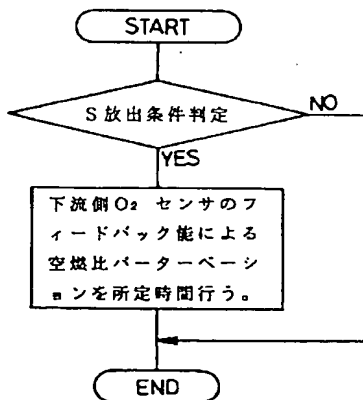 START
S放出条件判定
NO
YES
下流側O₂ センサのフ
ィードバック能による
空燃比パーターベーシ
ョンを所定時間行う。
END